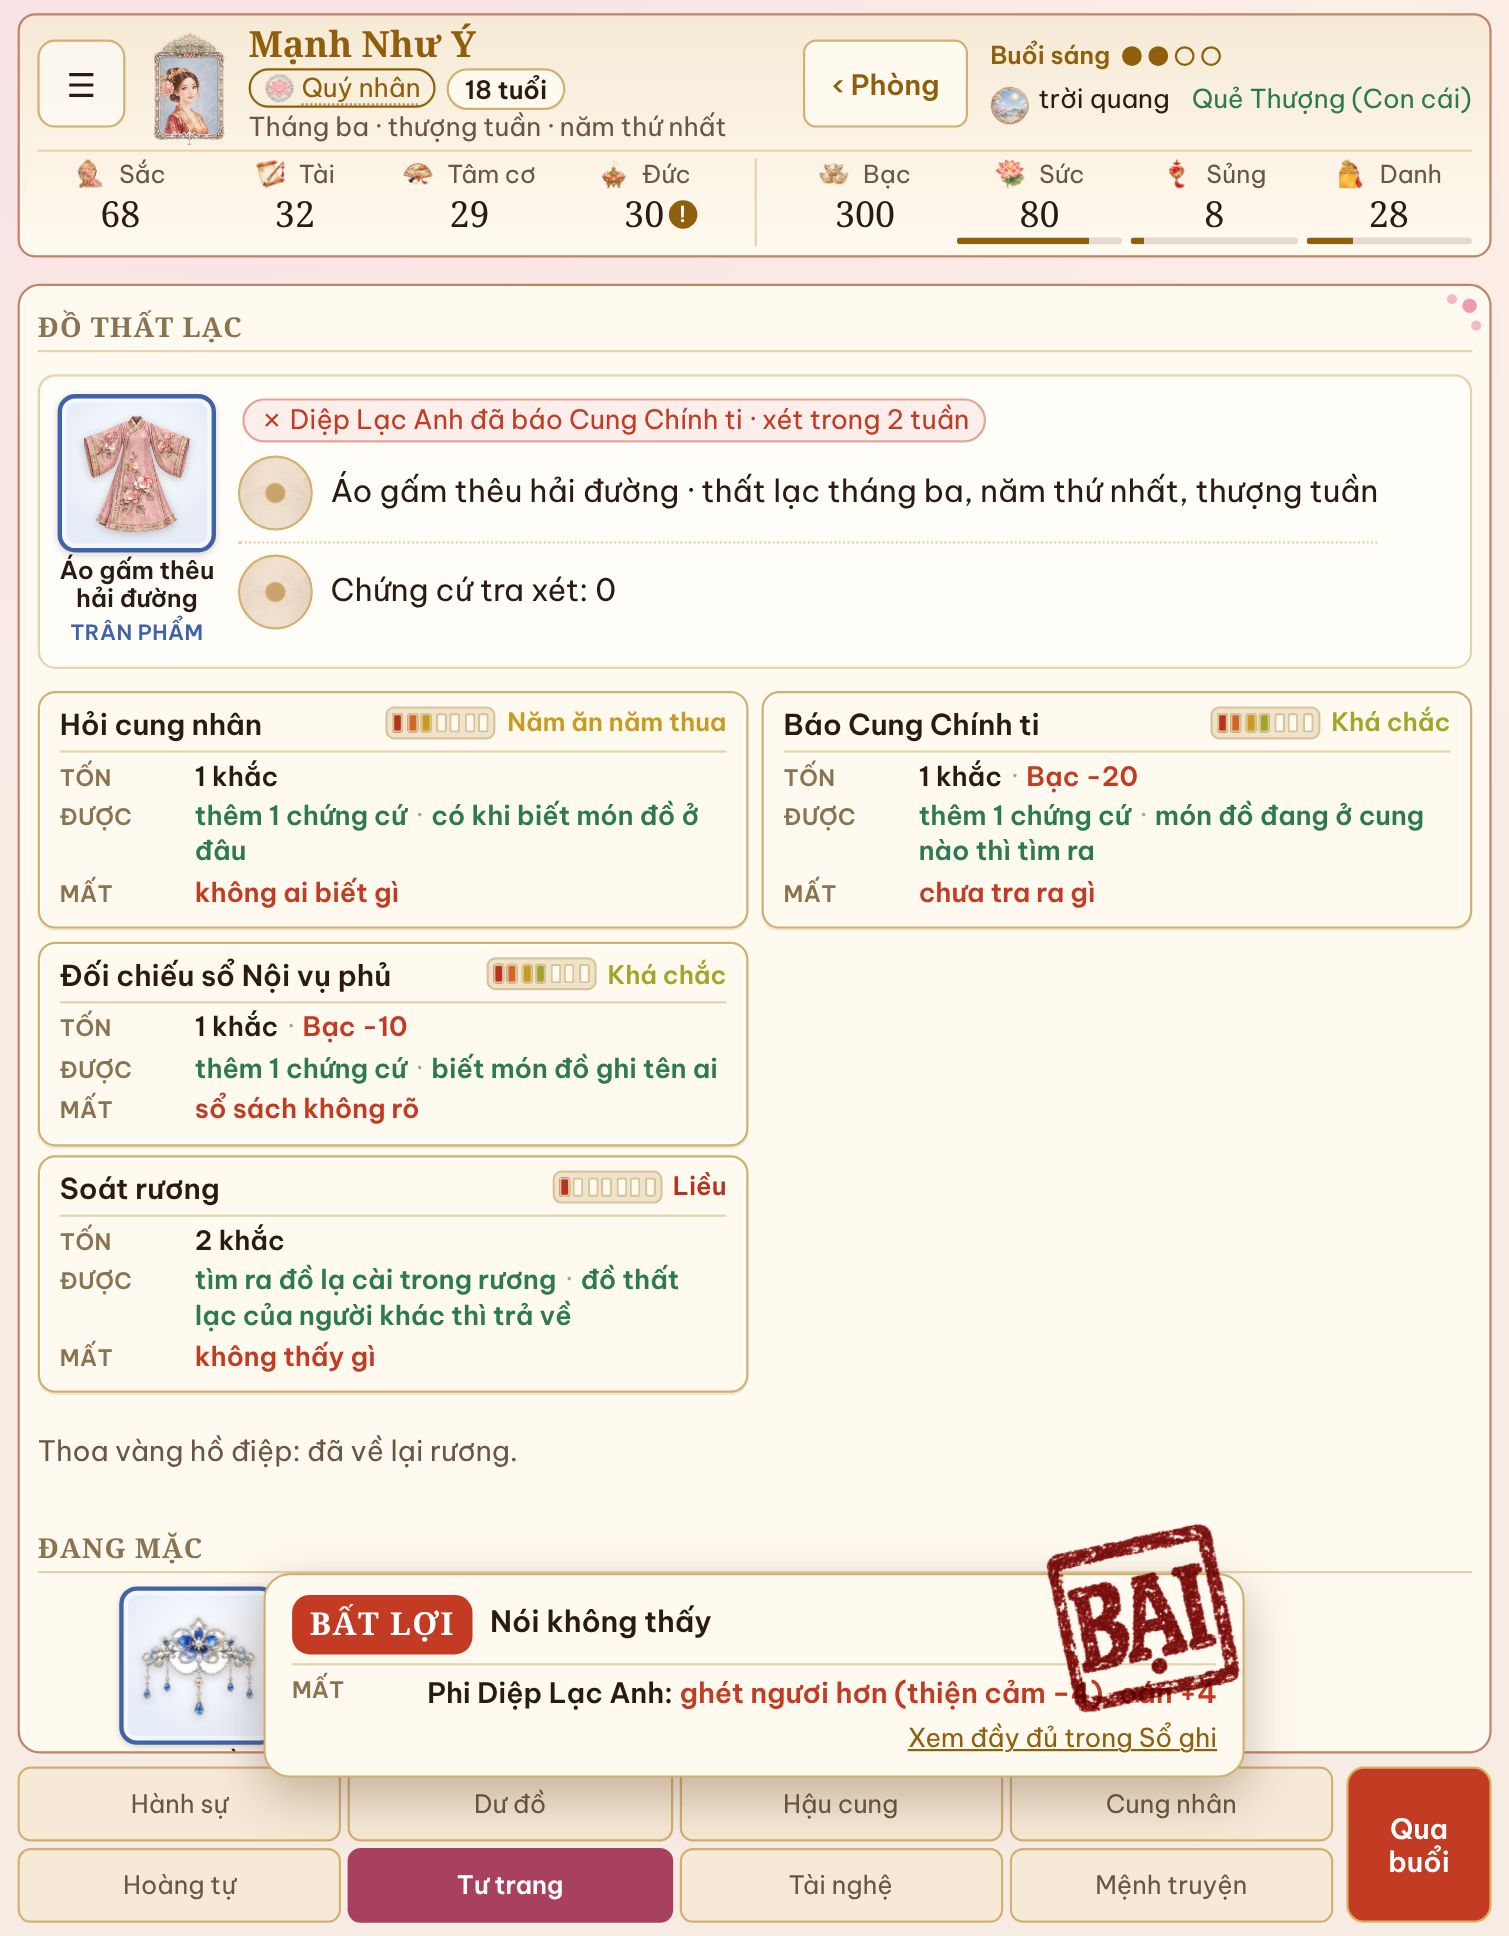 ☰
Mạnh Như Ý
Quý nhân
18 tuổi
Tháng ba · thượng tuần · năm thứ nhất
‹ Phòng
Buổi sáng
trời quang
Quẻ Thượng (Con cái)
Sắc
68
Tài
32
Tâm cơ
29
Đức
30 !
Bạc
300
Sức
80
Sủng
8
Danh
28
ĐỒ THẤT LẠC
× Diệp Lạc Anh đã báo Cung Chính ti · xét trong 2 tuần
Áo gấm thêu hải đường · thất lạc tháng ba, năm thứ nhất, thượng tuần
Chứng cứ tra xét: 0
Áo gấm thêu
hải đường
TRÂN PHẨM
Hỏi cung nhân
Năm ăn năm thua
TỐN 1 khắc
ĐƯỢC thêm 1 chứng cứ · có khi biết món đồ ở
đâu
MẤT không ai biết gì
Báo Cung Chính ti
Khá chắc
TỐN 1 khắc · Bạc -20
ĐƯỢC thêm 1 chứng cứ · món đồ đang ở cung
nào thì tìm ra
MẤT chưa tra ra gì
Đối chiếu sổ Nội vụ phủ
Khá chắc
TỐN 1 khắc · Bạc -10
ĐƯỢC thêm 1 chứng cứ · biết món đồ ghi tên ai
MẤT sổ sách không rõ
Soát rương
Liều
TỐN 2 khắc
ĐƯỢC tìm ra đồ lạ cài trong rương · đồ thất
lạc của người khác thì trả về
MẤT không thấy gì
Thoa vàng hồ điệp: đã về lại rương.
ĐANG MẶC
BẤT LỢI
Nói không thấy
BẠI
MẤT Phi Diệp Lạc Anh: ghét ngươi hơn (thiện cảm +4
Xem đầy đủ trong Sổ ghi
Hành sự
Dư đồ
Hậu cung
Cung nhân
Hoàng tự
Tư trang
Tài nghệ
Mệnh truyện
Qua
buổi